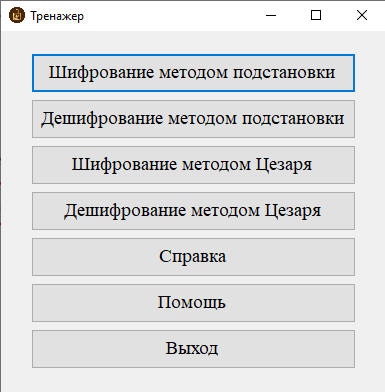 Тренажер
Шифрование методом подстановки
Дешифрование методом подстановки
Шифрование методом Цезаря
Дешифрование методом Цезаря
Справка
Помощь
Выход